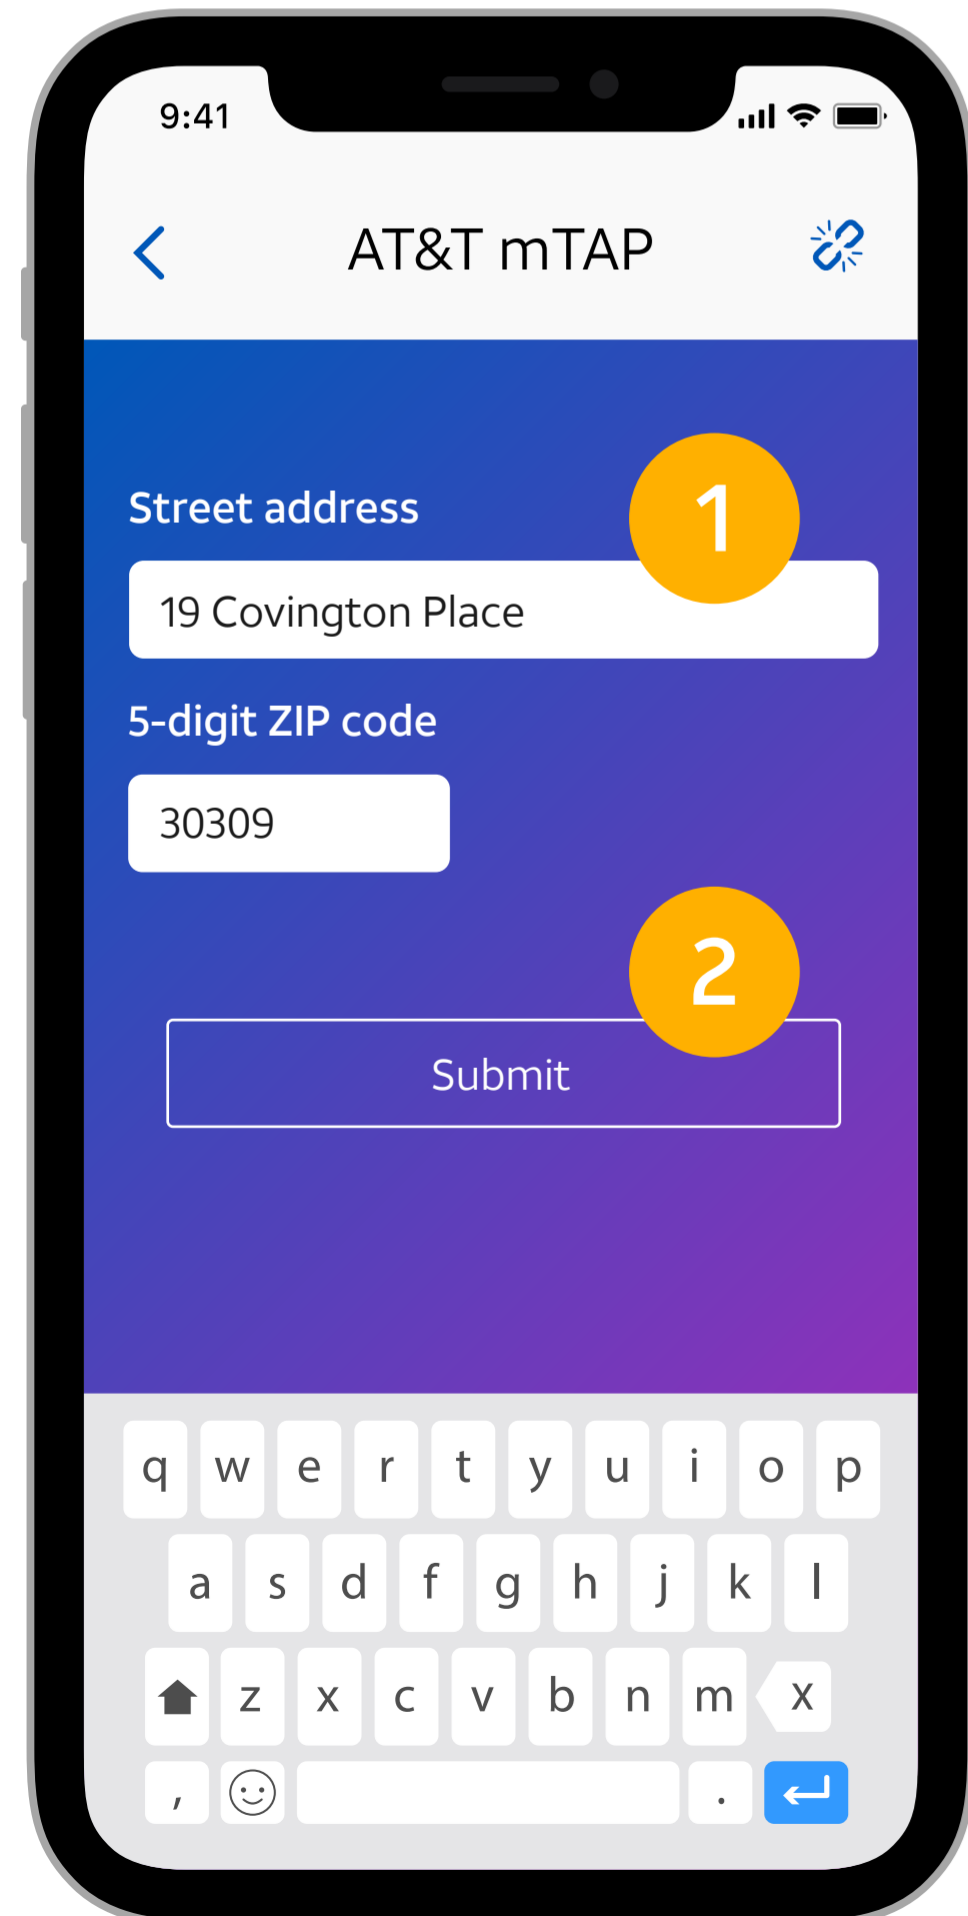 9:41
AT&T mTAP
1
Street address
19 Covington Place
5-digit ZIP code
30309
2
Submit
q w e r t y u i o p
a s d f g h j k l
z x c v b n m x
, .